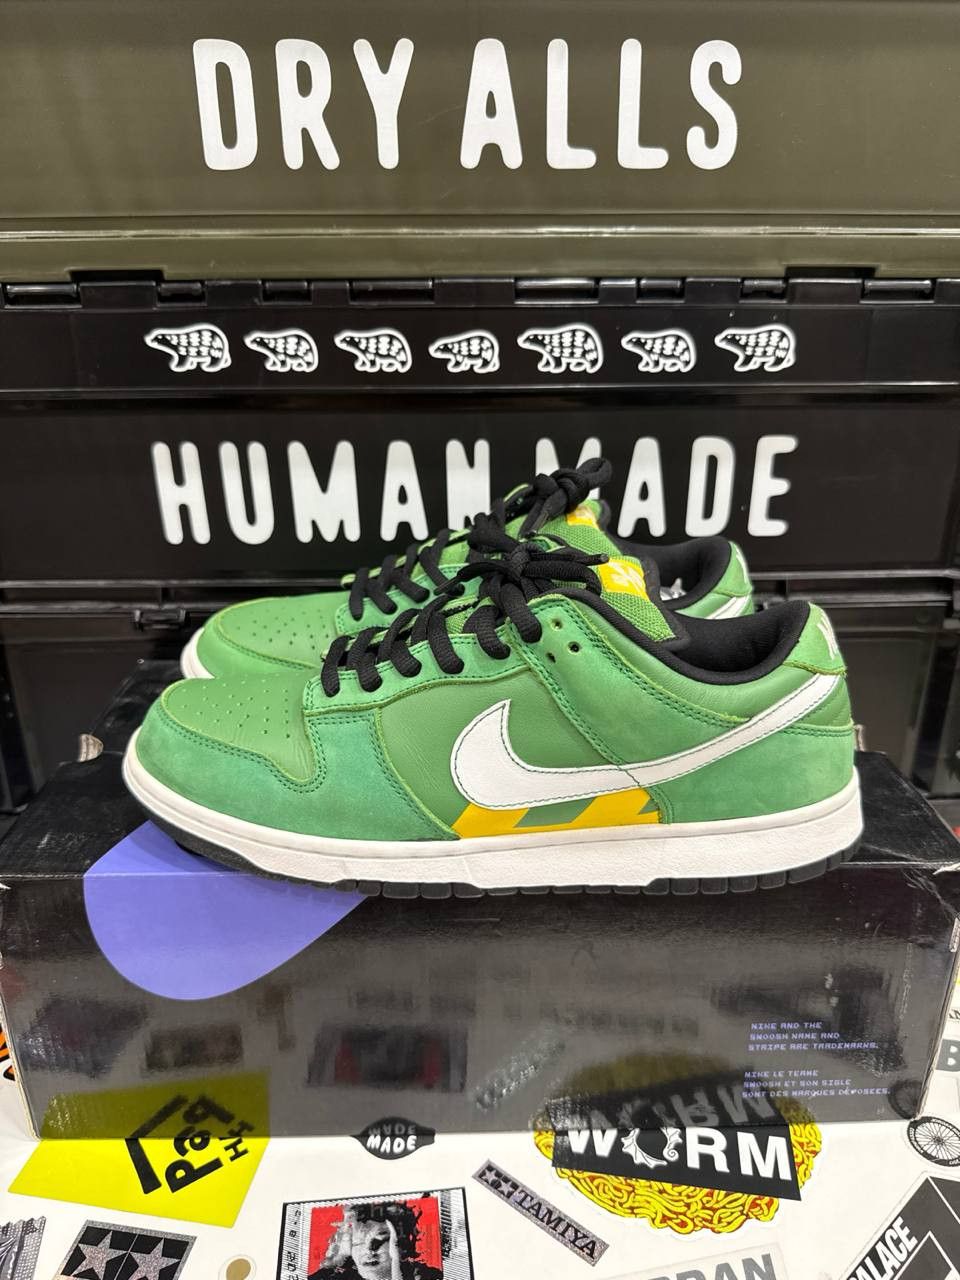 DRY ALLS
HUMAN MADE
NIKE AND THE
SWOOSH NAME AND
STRIPE ARE TRADEMARKS.
NIKE LE TERME
SWOOSH ET SON SIGLE
SONT DES MARQUES DÉPOSÉES.
WORM
MADE
TAMIYA